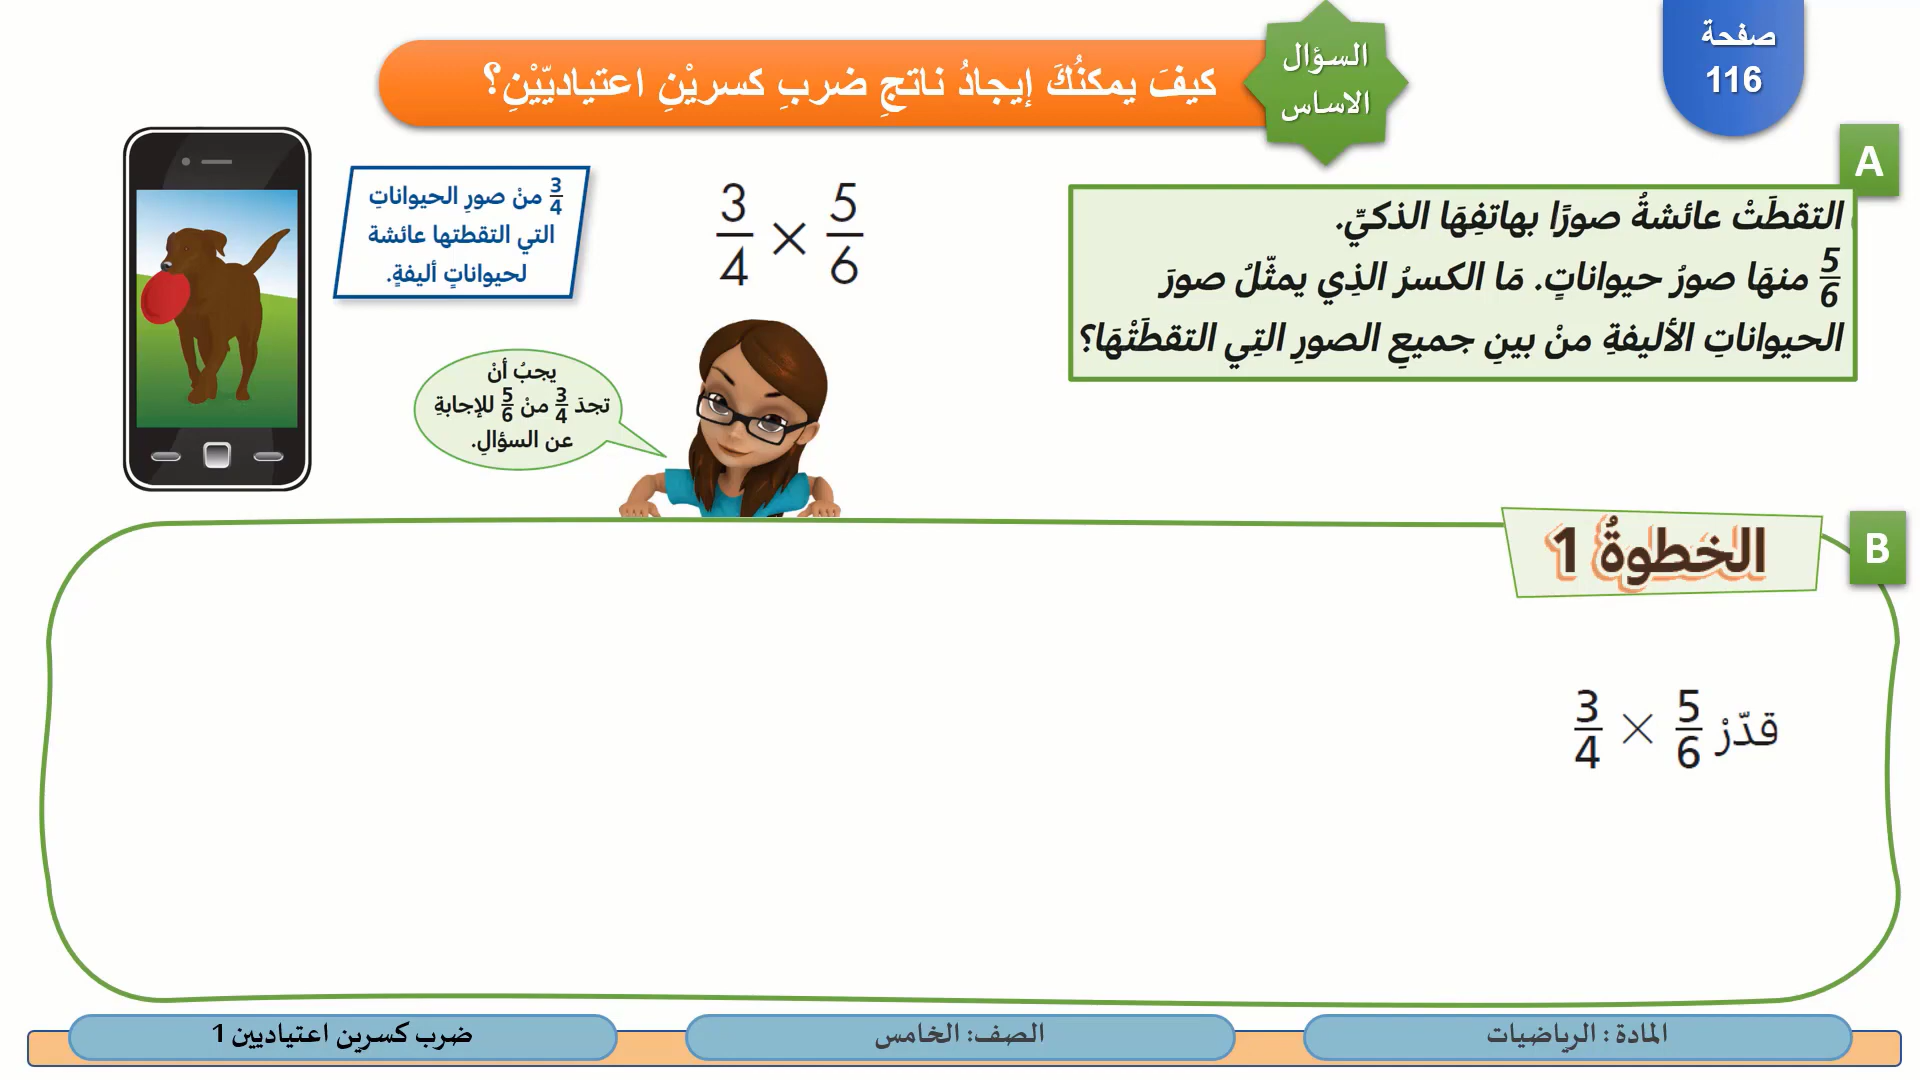 صفحة
116
السؤال
الاساس
كيفَ يمكنُكَ إيجادُ ناتجِ ضربِ كسريْنِ اعتياديّيْنِ؟
A
التقطَتْ عائشةُ صورًا بهاتفِهَا الذكيِّ.
5/6 منهَا صورُ حيواناتٍ. مَا الكسرُ الذِي يمثّلُ صورَ
الحيواناتِ الأليفةِ منْ بينِ جميعِ الصورِ التِي التقطَتْهَا؟
3/4 × 5/6
3/4 منْ صورِ الحيواناتِ
التي التقطتها عائشة
لحيواناتٍ أليفةٍ.
يجبُ أنْ
تجدَ 3/4 منْ 5/6 للإجابةِ
عن السؤالِ.
B
الخطوةُ 1
قدّرْ 3/4 × 5/6
المادة : الرياضيات
الصف: الخامس
ضرب كسرين اعتياديين 1